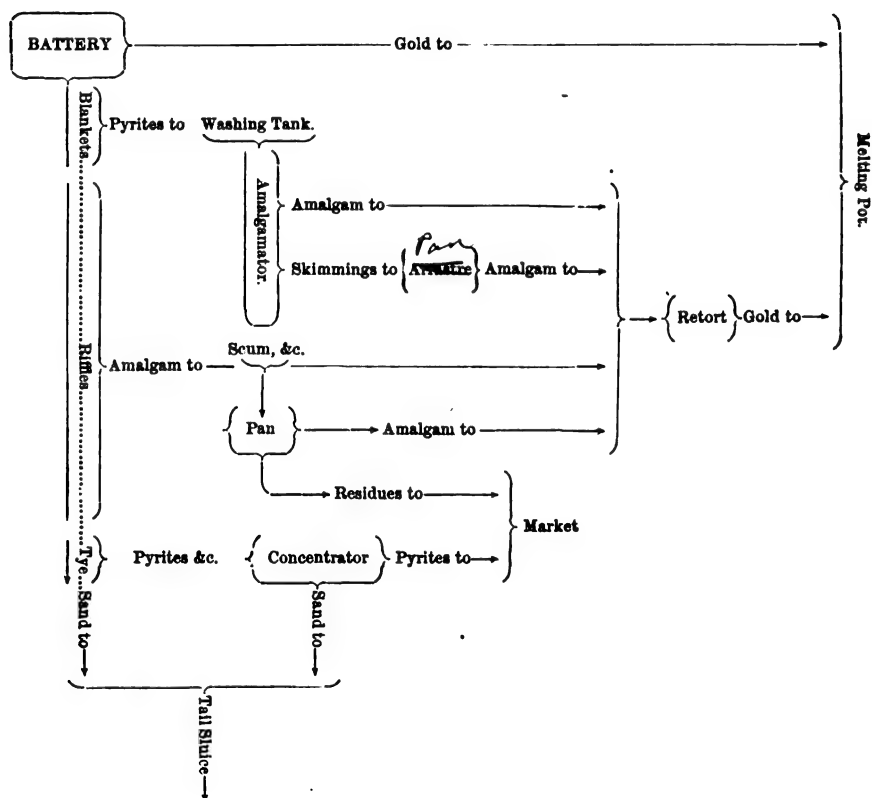 BATTERY Gold to
Melting Pot.
Blankets Pyrites to Washing Tank.
Amalgamator.
Amalgam to
Pan
Skimmings to Arrastre Amalgam to
Retort Gold to
Riffles Amalgam to Scum, &c.
Pan Amalgam to
Residues to
Market
Tye Pyrites &c. Concentrator Pyrites to
Sand to Sand to
Tail Sluice